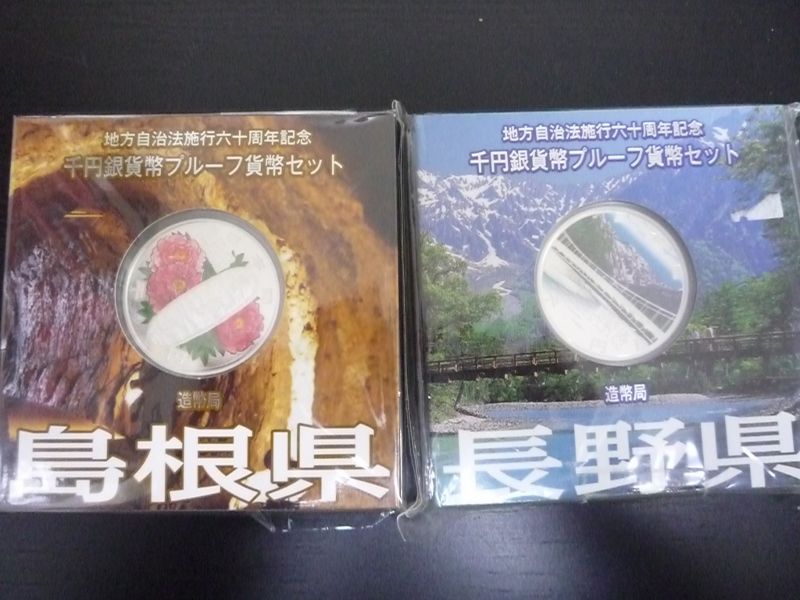 地方自治法施行六十周年記念
千円銀貨幣プルーフ貨幣セット
造幣局
島根県
地方自治法施行六十周年記念
千円銀貨幣プルーフ貨幣セット
造幣局
長野県